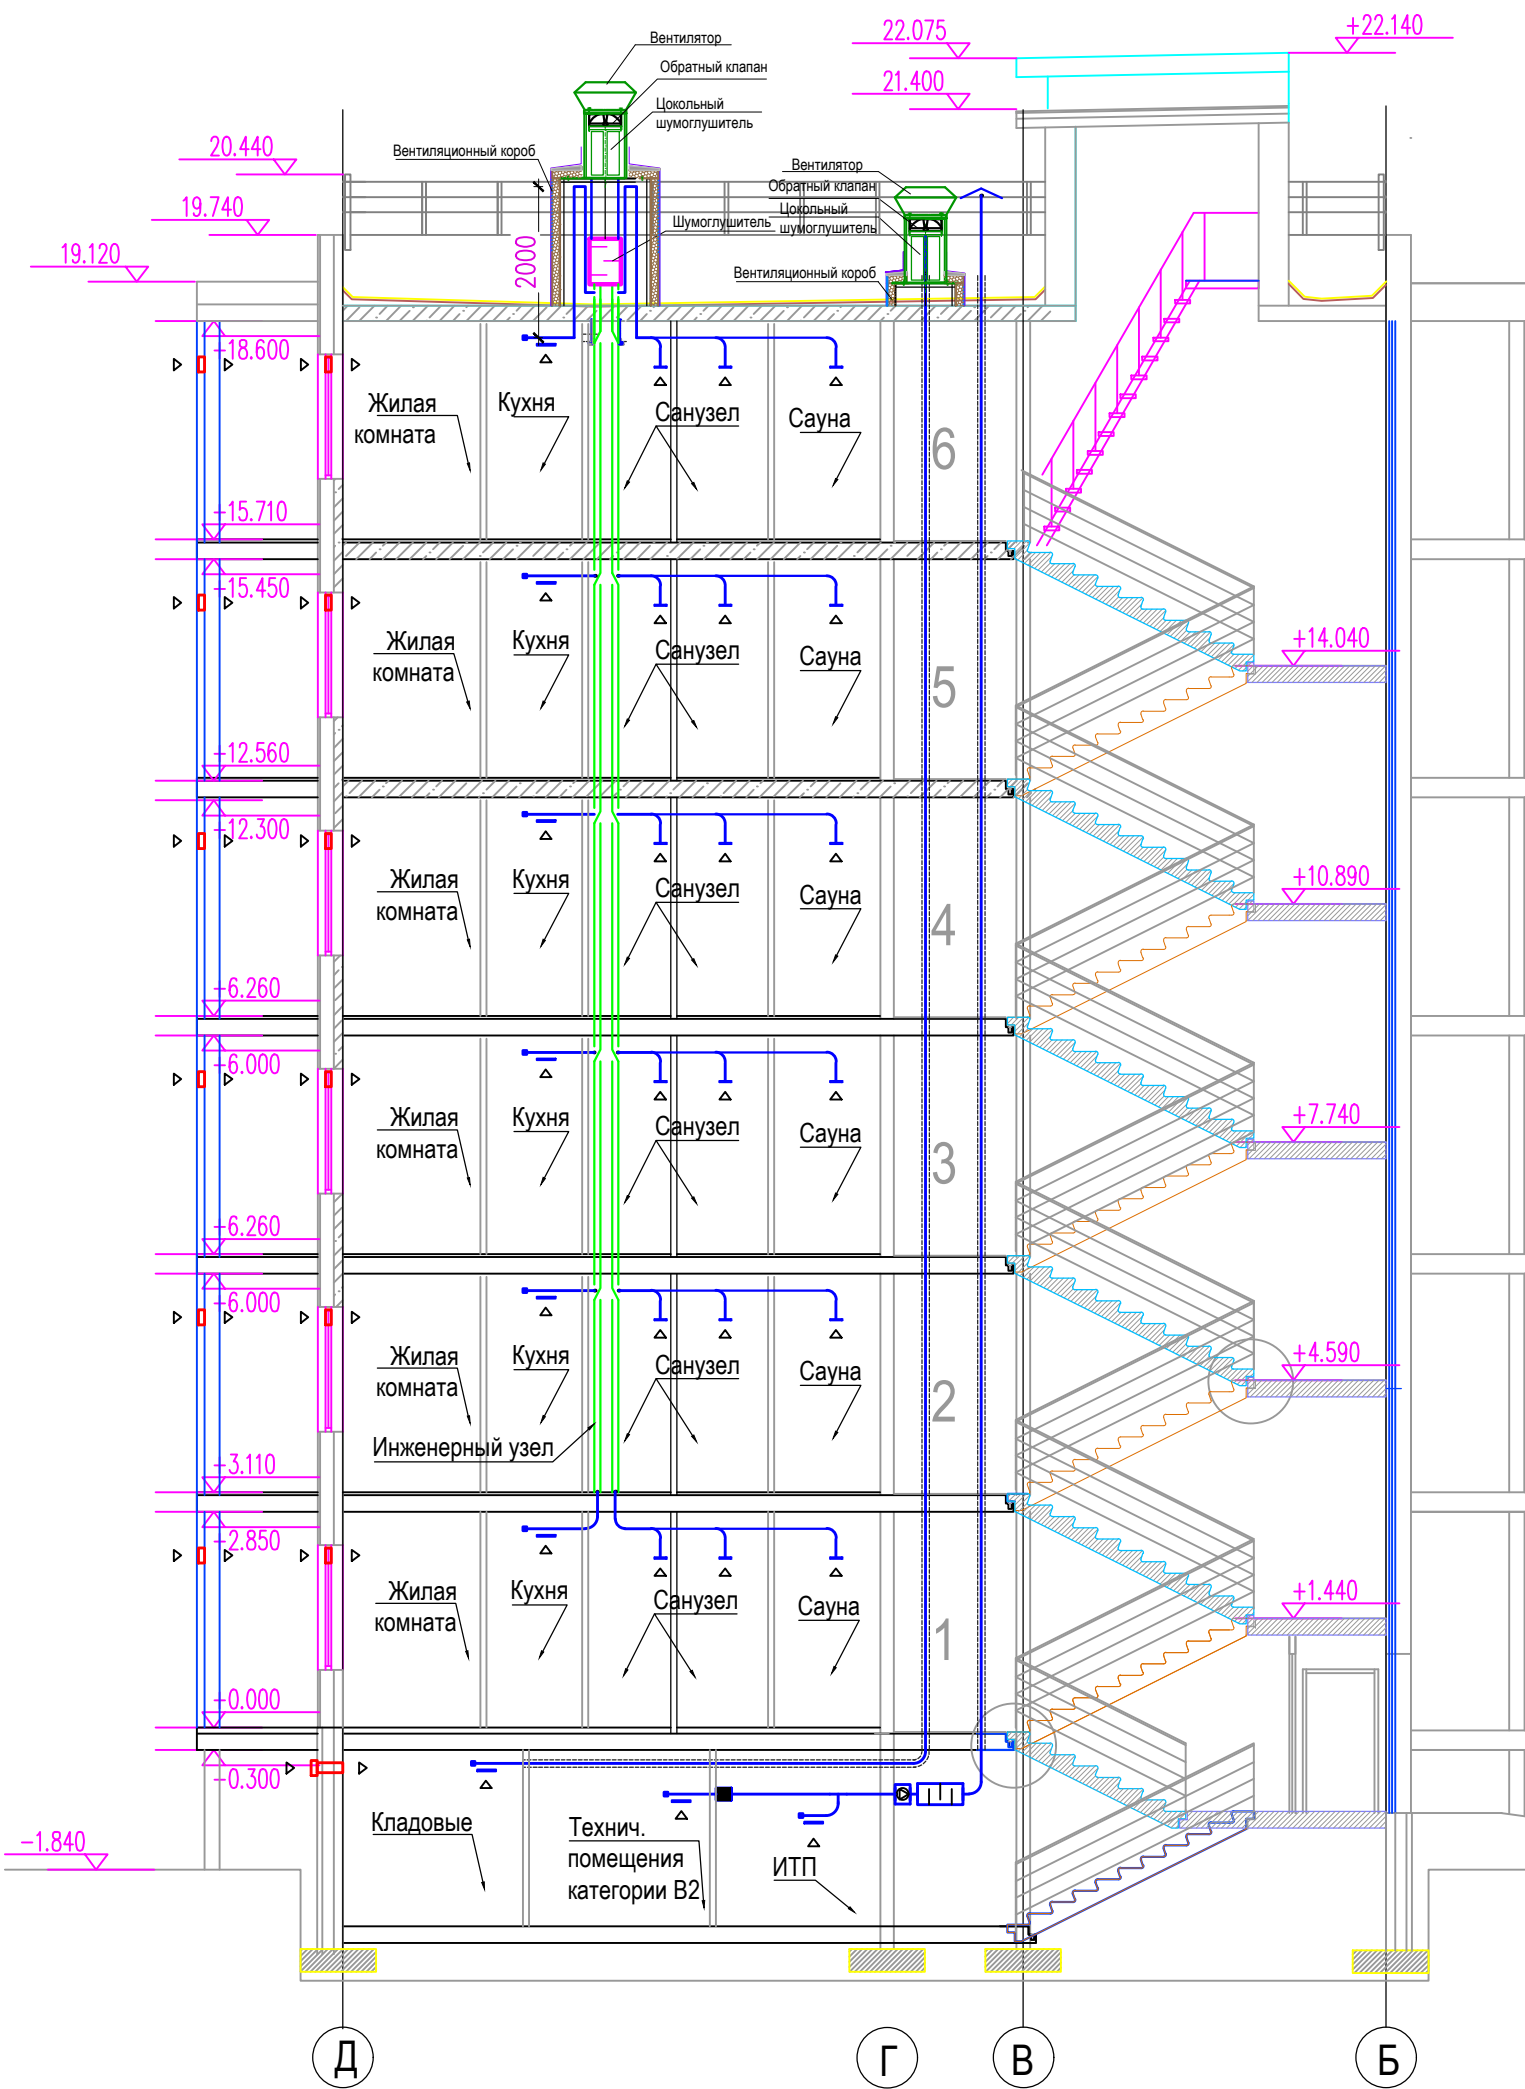 Вентилятор
Обратный клапан
Цокольный
шумоглушитель
Вентиляционный короб
Вентилятор
Обратный клапан
Цокольный
шумоглушитель
Шумоглушитель
Вентиляционный короб
22.075
+22.140
21.400
20.440
19.740
19.120
2000
+18.600
Жилая
комната
Кухня
Санузел
Сауна
6
+15.710
+15.450
Жилая
комната
Кухня
Санузел
Сауна
5
+14.040
+12.560
+12.300
Жилая
комната
Кухня
Санузел
Сауна
4
+10.890
+6.260
+6.000
Жилая
комната
Кухня
Санузел
Сауна
3
+7.740
+6.260
+6.000
Жилая
комната
Кухня
Санузел
Сауна
2
+4.590
Инженерный узел
+3.110
+2.850
Жилая
комната
Кухня
Санузел
Сауна
1
+1.440
+0.000
-0.300
Кладовые
Технич.
помещения
категории В2
ИТП
-1.840
Д
Г
В
Б